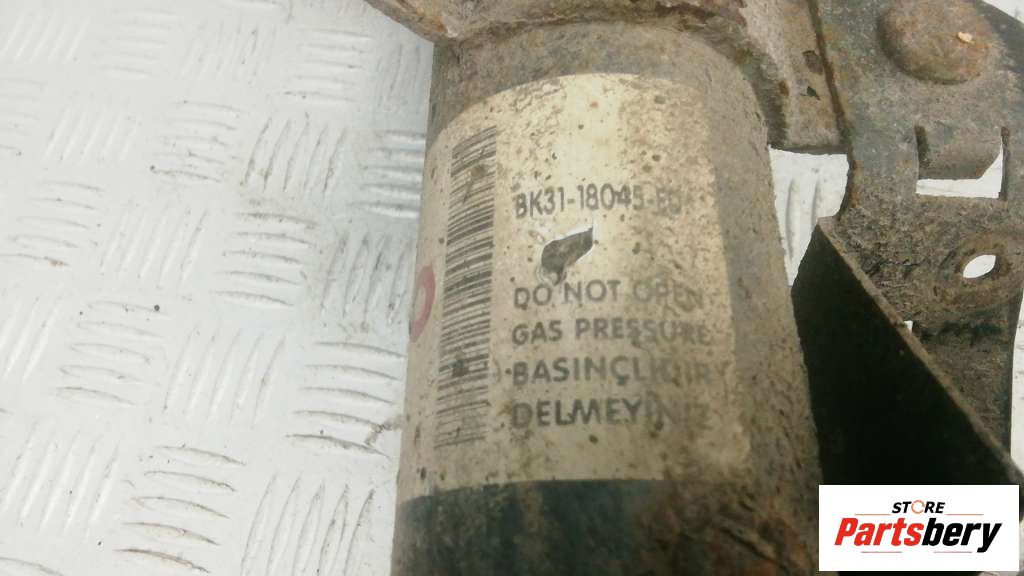 BK31-18045-
DO NOT OPEN
GAS PRESSURE
BASINÇLIDIR
DELMEYİNİZ
STORE
Partsbery